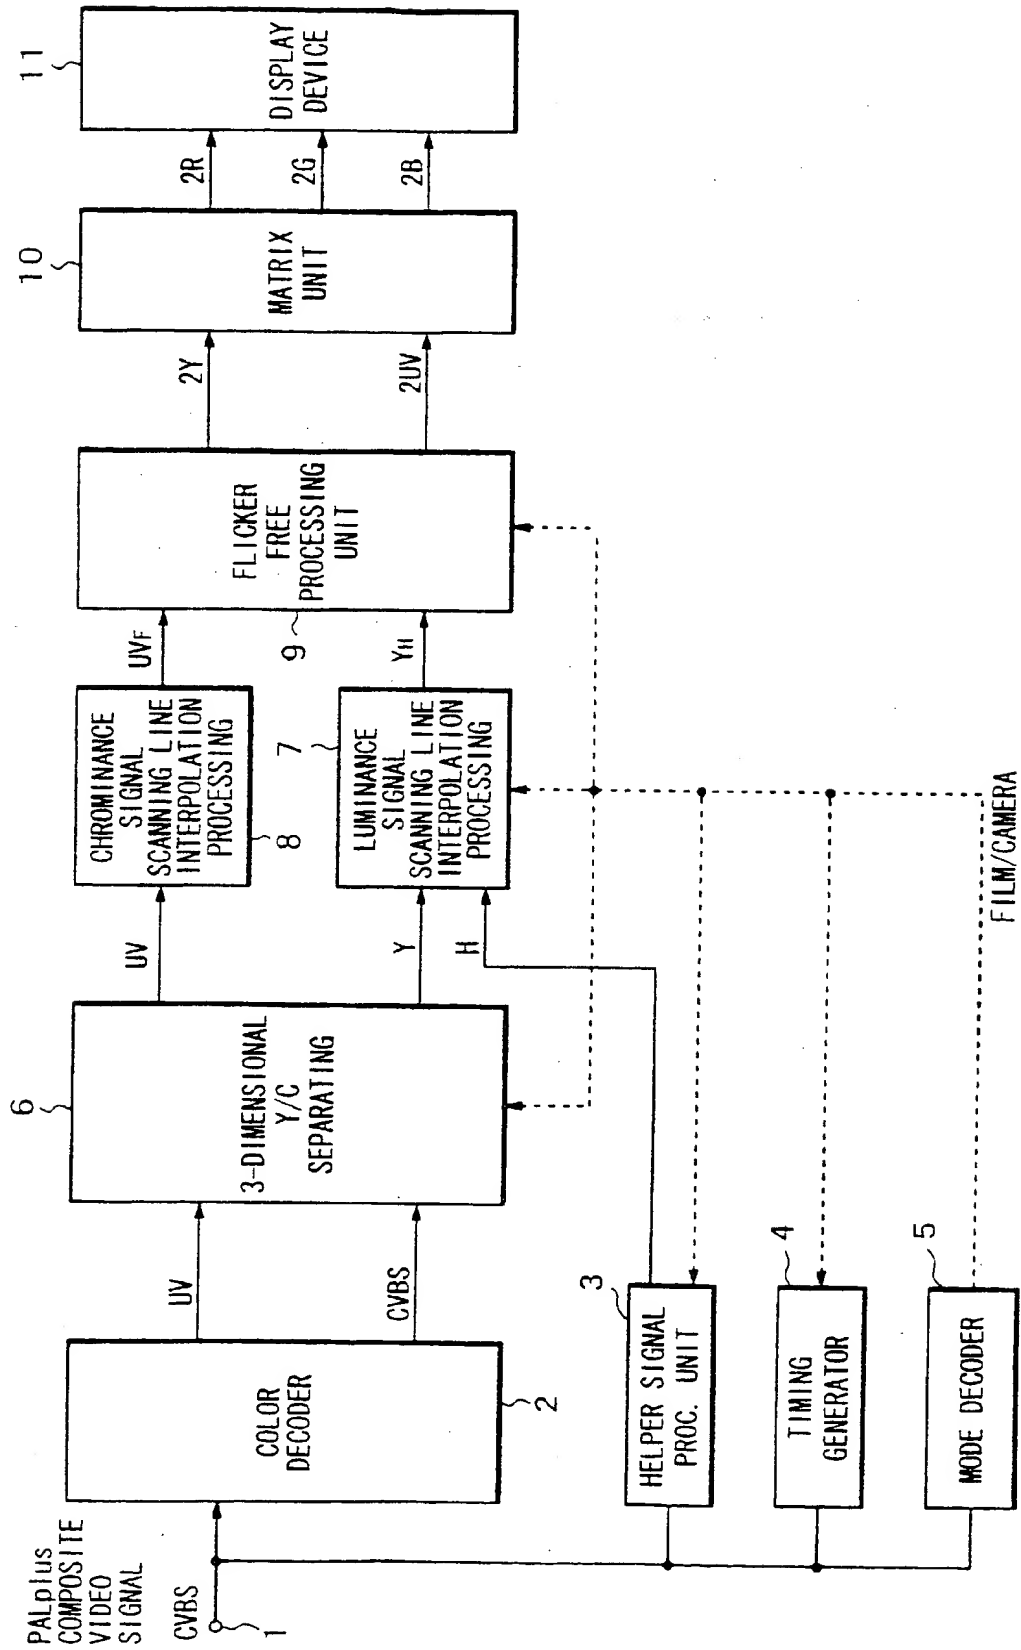 PALplus
COMPOSITE
VIDEO
SIGNAL
CVBS
1
COLOR
DECODER
2
UV
CVBS
3-DIMENSIONAL
Y/C
SEPARATING
6
UV
Y
H
CHROMINANCE
SIGNAL
SCANNING LINE
INTERPOLATION
PROCESSING
8
LUMINANCE
SIGNAL
SCANNING LINE
INTERPOLATION
PROCESSING
7
UVF
YH
FLICKER
FREE
PROCESSING
UNIT
9
2Y
2UV
MATRIX
UNIT
10
2R
2G
2B
DISPLAY
DEVICE
11
HELPER SIGNAL
PROC. UNIT
3
TIMING
GENERATOR
4
MODE DECODER
5
FILM/CAMERA